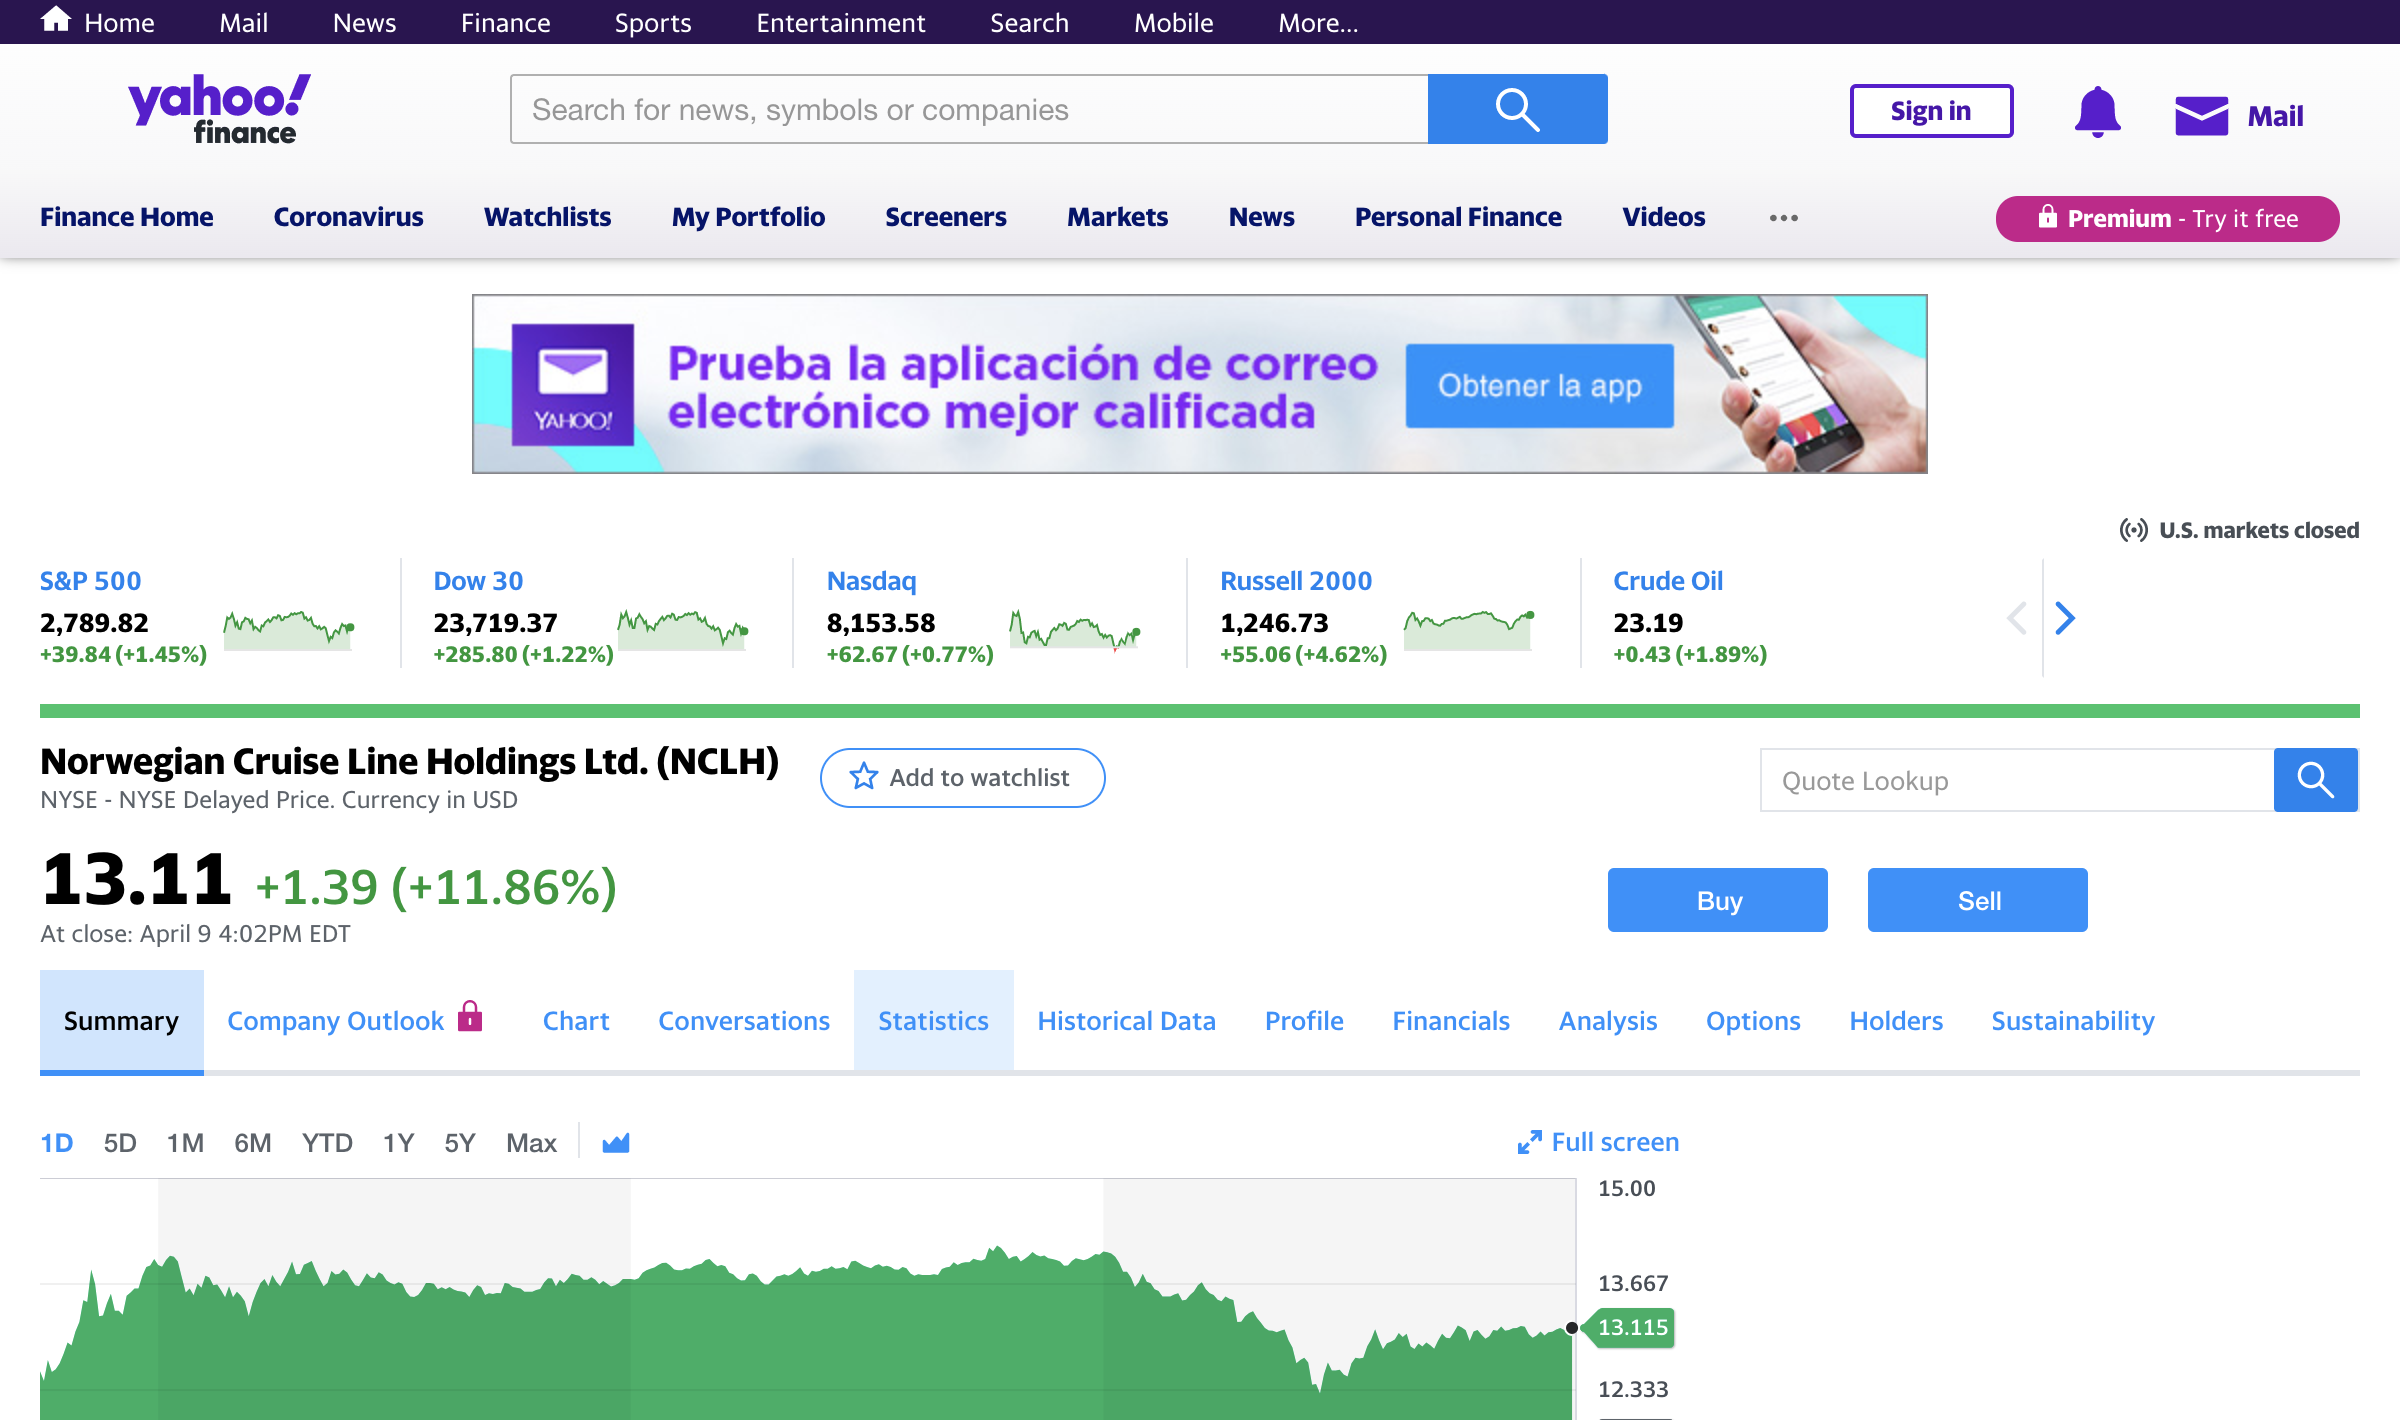 Home Mail News Finance Sports Entertainment Search Mobile More...
yahoo!
finance
Search for news, symbols or companies
Sign in
Mail
Finance Home Coronavirus Watchlists My Portfolio Screeners Markets News Personal Finance Videos ••• Premium - Try it free
YAHOO!
Prueba la aplicación de correo
electrónico mejor calificada
Obtener la app
U.S. markets closed
S&P 500
2,789.82
+39.84 (+1.45%)
Dow 30
23,719.37
+285.80 (+1.22%)
Nasdaq
8,153.58
+62.67 (+0.77%)
Russell 2000
1,246.73
+55.06 (+4.62%)
Crude Oil
23.19
+0.43 (+1.89%)
Norwegian Cruise Line Holdings Ltd. (NCLH)
NYSE - NYSE Delayed Price. Currency in USD
Add to watchlist
Quote Lookup
13.11 +1.39 (+11.86%)
At close: April 9 4:02PM EDT
Buy
Sell
Summary Company Outlook Chart Conversations Statistics Historical Data Profile Financials Analysis Options Holders Sustainability
1D 5D 1M 6M YTD 1Y 5Y Max
Full screen
15.00
13.667
13.115
12.333